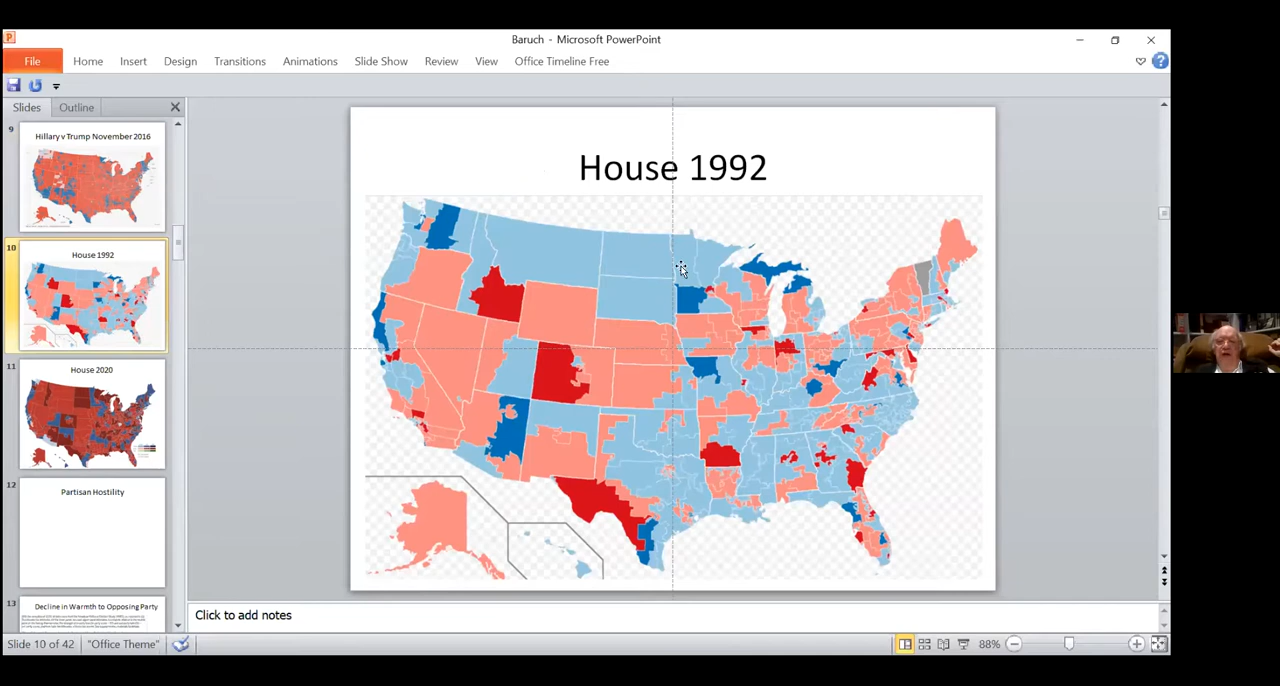 Baruch - Microsoft PowerPoint
File Home Insert Design Transitions Animations Slide Show Review View Office Timeline Free
Slides Outline
9
Hillary v Trump November 2016
10
House 1992
11
House 2020
12
Partisan Hostility
13
Decline in Warmth to Opposing Party
House 1992
Click to add notes
Slide 10 of 42 "Office Theme" 88%